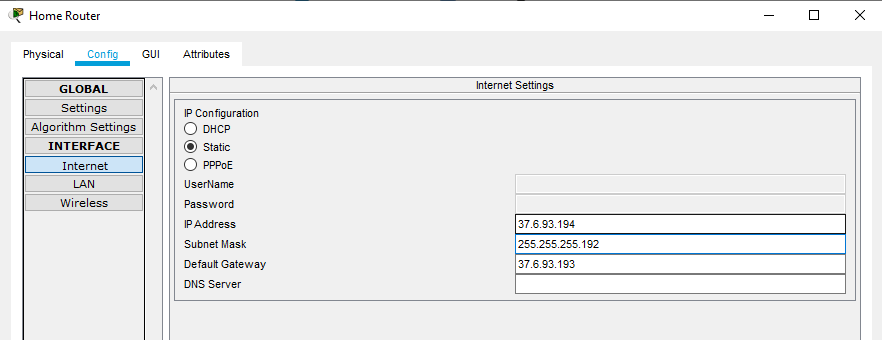 Home Router
Physical Config GUI Attributes
GLOBAL
Settings
Algorithm Settings
INTERFACE
Internet
LAN
Wireless
Internet Settings
IP Configuration
DHCP
Static
PPPoE
UserName
Password
IP Address 37.6.93.194
Subnet Mask 255.255.255.192
Default Gateway 37.6.93.193
DNS Server